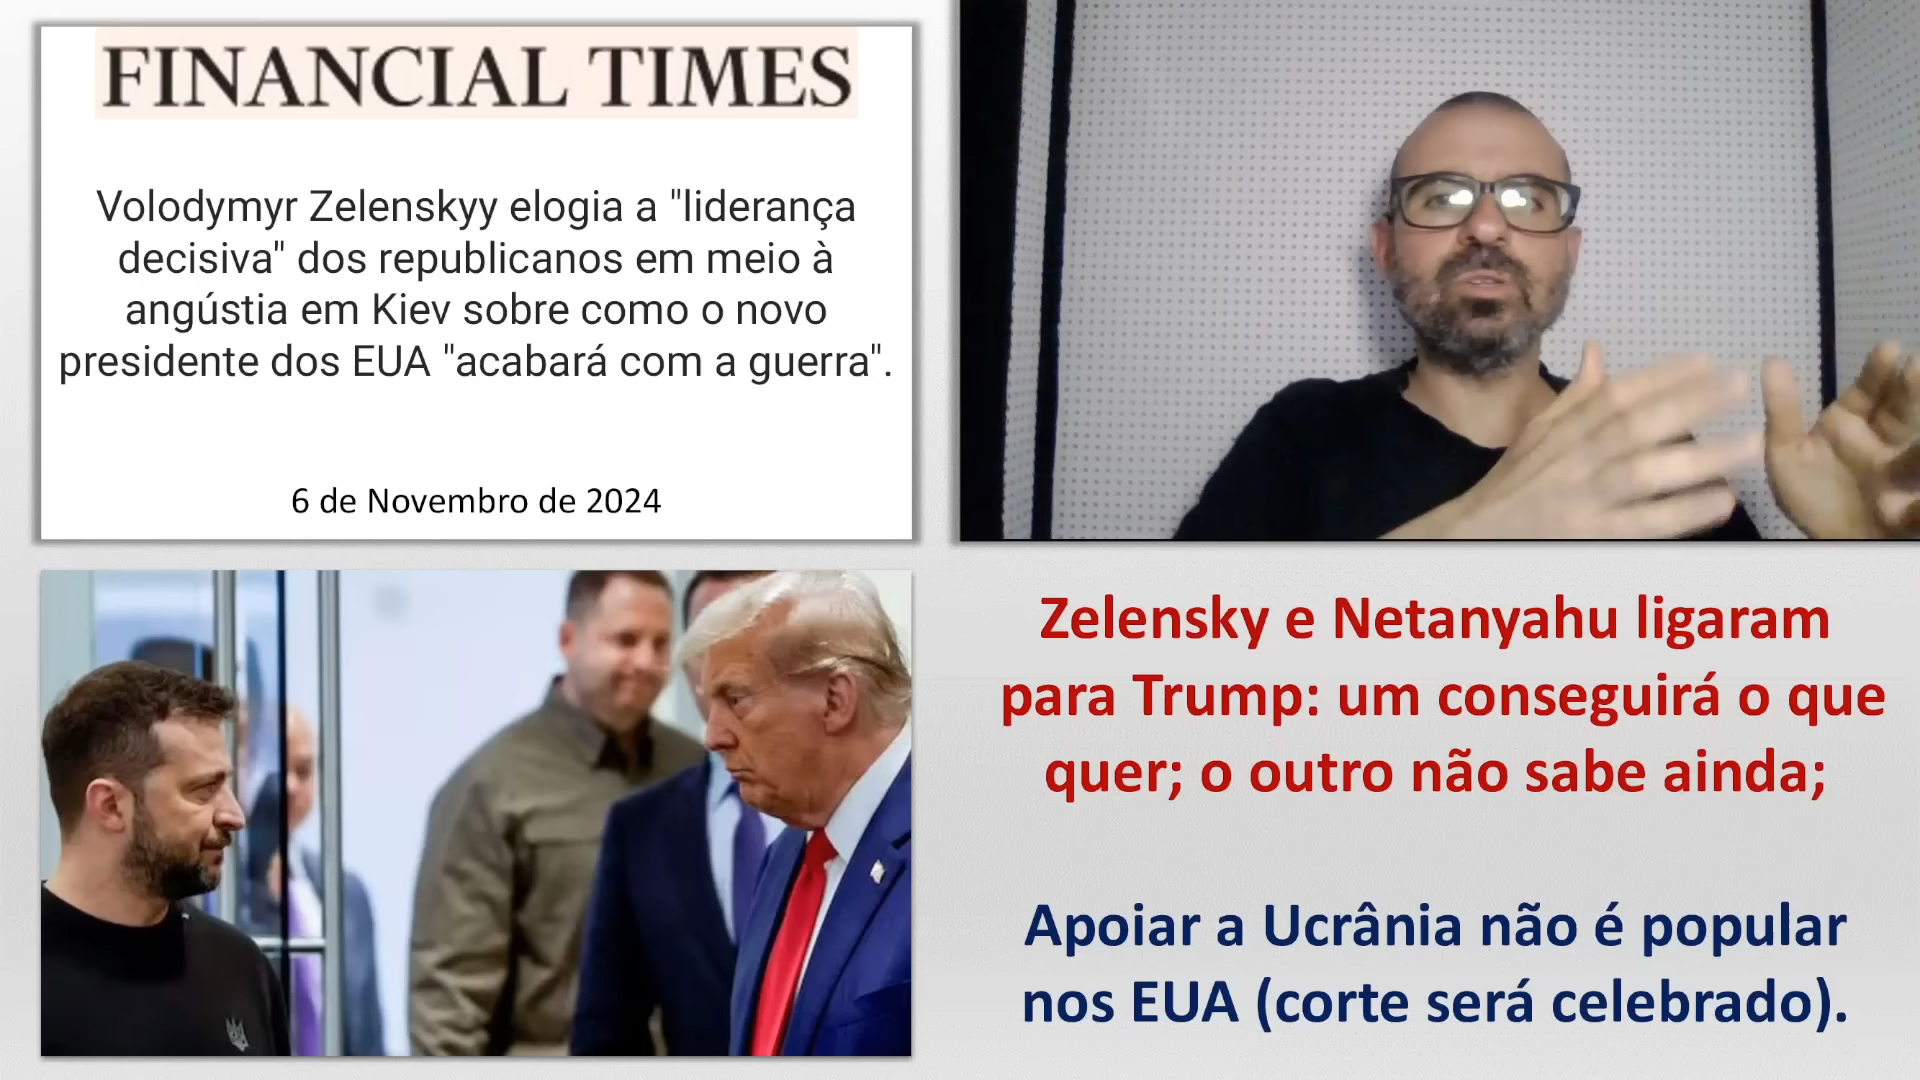 FINANCIAL TIMES
Volodymyr Zelenskyy elogia a "liderança
decisiva" dos republicanos em meio à
angústia em Kiev sobre como o novo
presidente dos EUA "acabará com a guerra".
6 de Novembro de 2024
Zelensky e Netanyahu ligaram
para Trump: um conseguirá o que
quer; o outro não sabe ainda;
Apoiar a Ucrânia não é popular
nos EUA (corte será celebrado).